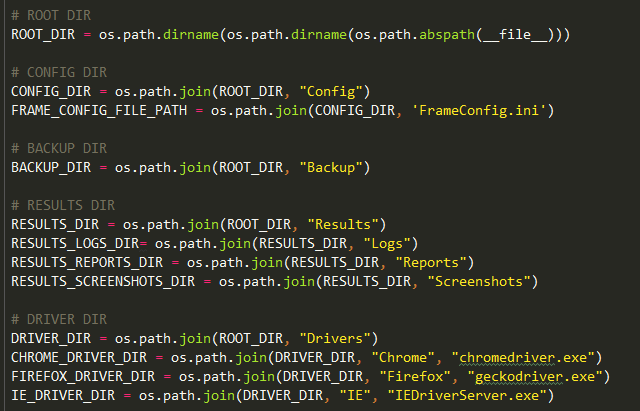 # ROOT DIR
ROOT_DIR = os.path.dirname(os.path.dirname(os.path.abspath(__file__)))
# CONFIG DIR
CONFIG_DIR = os.path.join(ROOT_DIR, "Config")
FRAME_CONFIG_FILE_PATH = os.path.join(CONFIG_DIR, 'FrameConfig.ini')
# BACKUP DIR
BACKUP_DIR = os.path.join(ROOT_DIR, "Backup")
# RESULTS DIR
RESULTS_DIR = os.path.join(ROOT_DIR, "Results")
RESULTS_LOGS_DIR= os.path.join(RESULTS_DIR, "Logs")
RESULTS_REPORTS_DIR = os.path.join(RESULTS_DIR, "Reports")
RESULTS_SCREENSHOTS_DIR = os.path.join(RESULTS_DIR, "Screenshots")
# DRIVER DIR
DRIVER_DIR = os.path.join(ROOT_DIR, "Drivers")
CHROME_DRIVER_DIR = os.path.join(DRIVER_DIR, "Chrome", "chromedriver.exe")
FIREFOX_DRIVER_DIR = os.path.join(DRIVER_DIR, "Firefox", "geckodriver.exe")
IE_DRIVER_DIR = os.path.join(DRIVER_DIR, "IE", "IEDriverServer.exe")